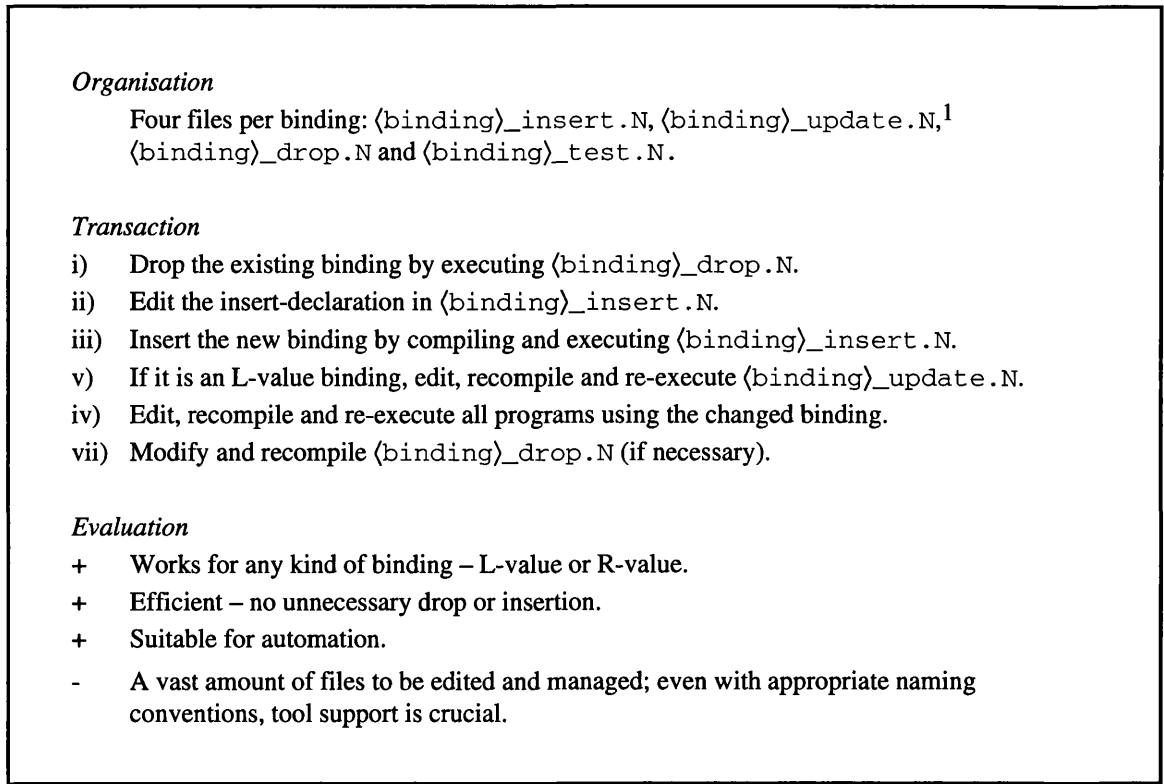 Organisation
Four files per binding: ⟨binding⟩_insert.N, ⟨binding⟩_update.N,1
⟨binding⟩_drop.N and ⟨binding⟩_test.N.
Transaction
i) Drop the existing binding by executing ⟨binding⟩_drop.N.
ii) Edit the insert-declaration in ⟨binding⟩_insert.N.
iii) Insert the new binding by compiling and executing ⟨binding⟩_insert.N.
v) If it is an L-value binding, edit, recompile and re-execute ⟨binding⟩_update.N.
iv) Edit, recompile and re-execute all programs using the changed binding.
vii) Modify and recompile ⟨binding⟩_drop.N (if necessary).
Evaluation
+ Works for any kind of binding – L-value or R-value.
+ Efficient – no unnecessary drop or insertion.
+ Suitable for automation.
- A vast amount of files to be edited and managed; even with appropriate naming
conventions, tool support is crucial.